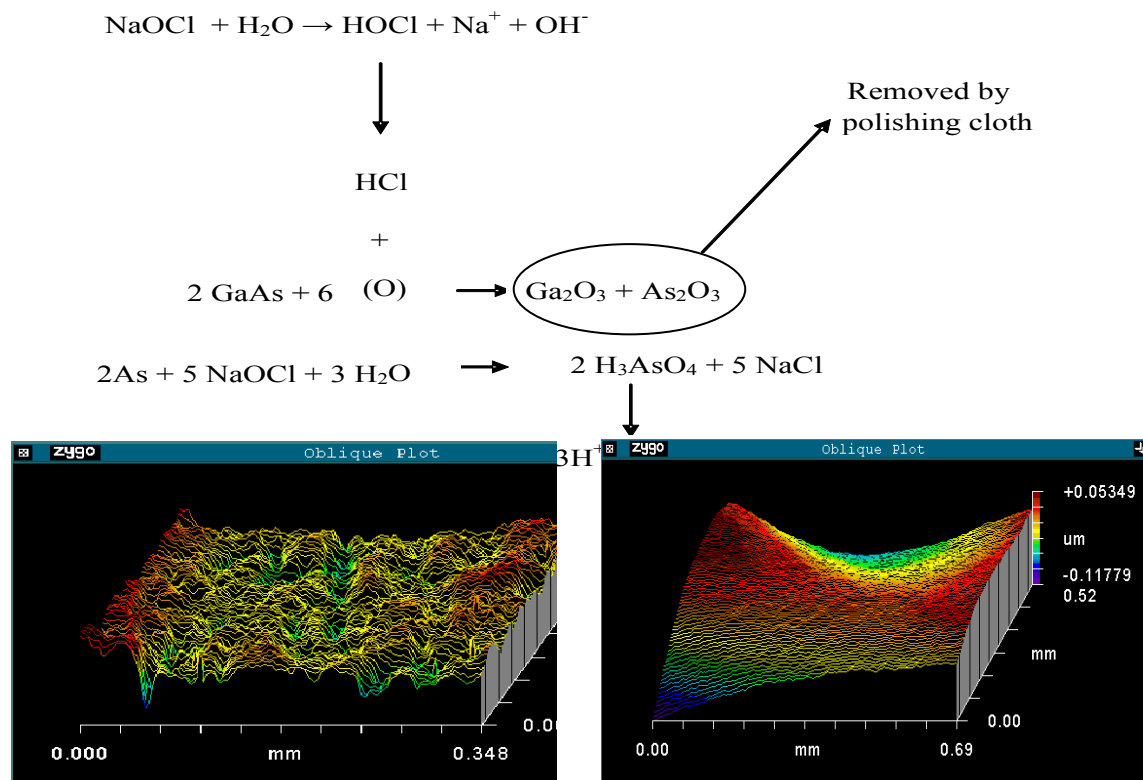 NaOCl + H₂O → HOCl + Na⁺ + OH⁻
Removed by
polishing cloth
HCl
+
2 GaAs + 6 (O) → Ga₂O₃ + As₂O₃
2As + 5 NaOCl + 3 H₂O → 2 H₃AsO₄ + 5 NaCl
3H⁺
zygo Oblique Plot
0.000 mm 0.348
0.0
zygo Oblique Plot
+0.05349
um
-0.11779
0.52
mm
0.00
0.00 mm 0.69